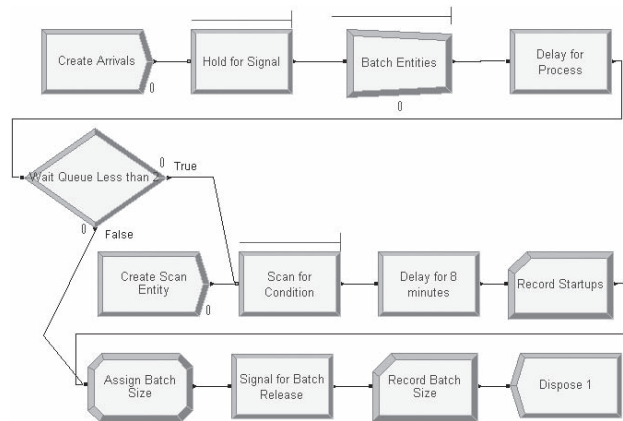 Create Arrivals
0
Hold for Signal
Batch Entities
0
Delay for
Process
Wait Queue Less than 2
0
True
0
False
Create Scan
Entity
0
Scan for
Condition
Delay for 8
minutes
Record Startups
Assign Batch
Size
Signal for Batch
Release
Record Batch
Size
Dispose 1